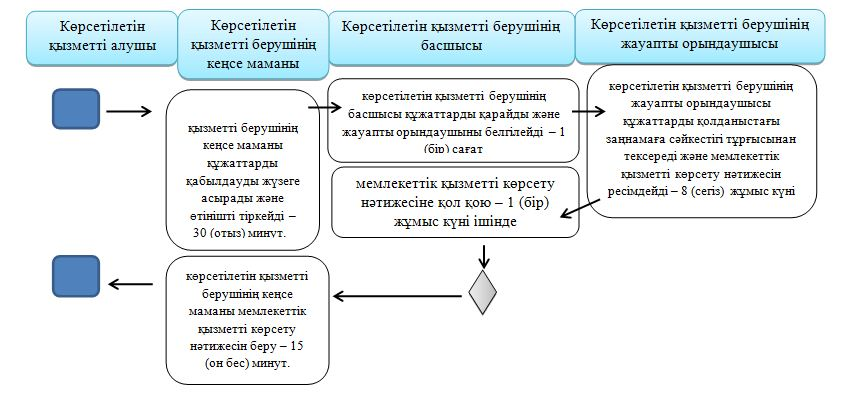 Көрсетілетін
қызметті алушы
Көрсетілетін
қызметті берушінің
кеңсе маманы
Көрсетілетін қызметті берушінің
басшысы
Көрсетілетін қызметті берушінің
жауапты орындаушысы
қызметті берушінің
кеңсе маманы
құжаттарды
қабылдауды жүзеге
асырады және
өтінішті тіркейді –
30 (отыз) минут.
көрсетілетін қызметті берушінің
басшысы құжаттарды қарайды және
жауапты орындаушыны белгілейді – 1
(бір) сағат
көрсетілетін қызметті берушінің
жауапты орындаушысы
құжаттарды қолданыстағы
заңнамаға сәйкестігі тұрғысынан
тексереді және мемлекеттік
қызметті көрсету нәтижесін
ресімдейді – 8 (сегіз) жұмыс күні
мемлекеттік қызметті көрсету
нәтижесіне қол қою – 1 (бір)
жұмыс күні ішінде
көрсетілетін қызметті
берушінің кеңсе
маманы мемлекеттік
қызметті көрсету
нәтижесін беру – 15
(он бес) минут.